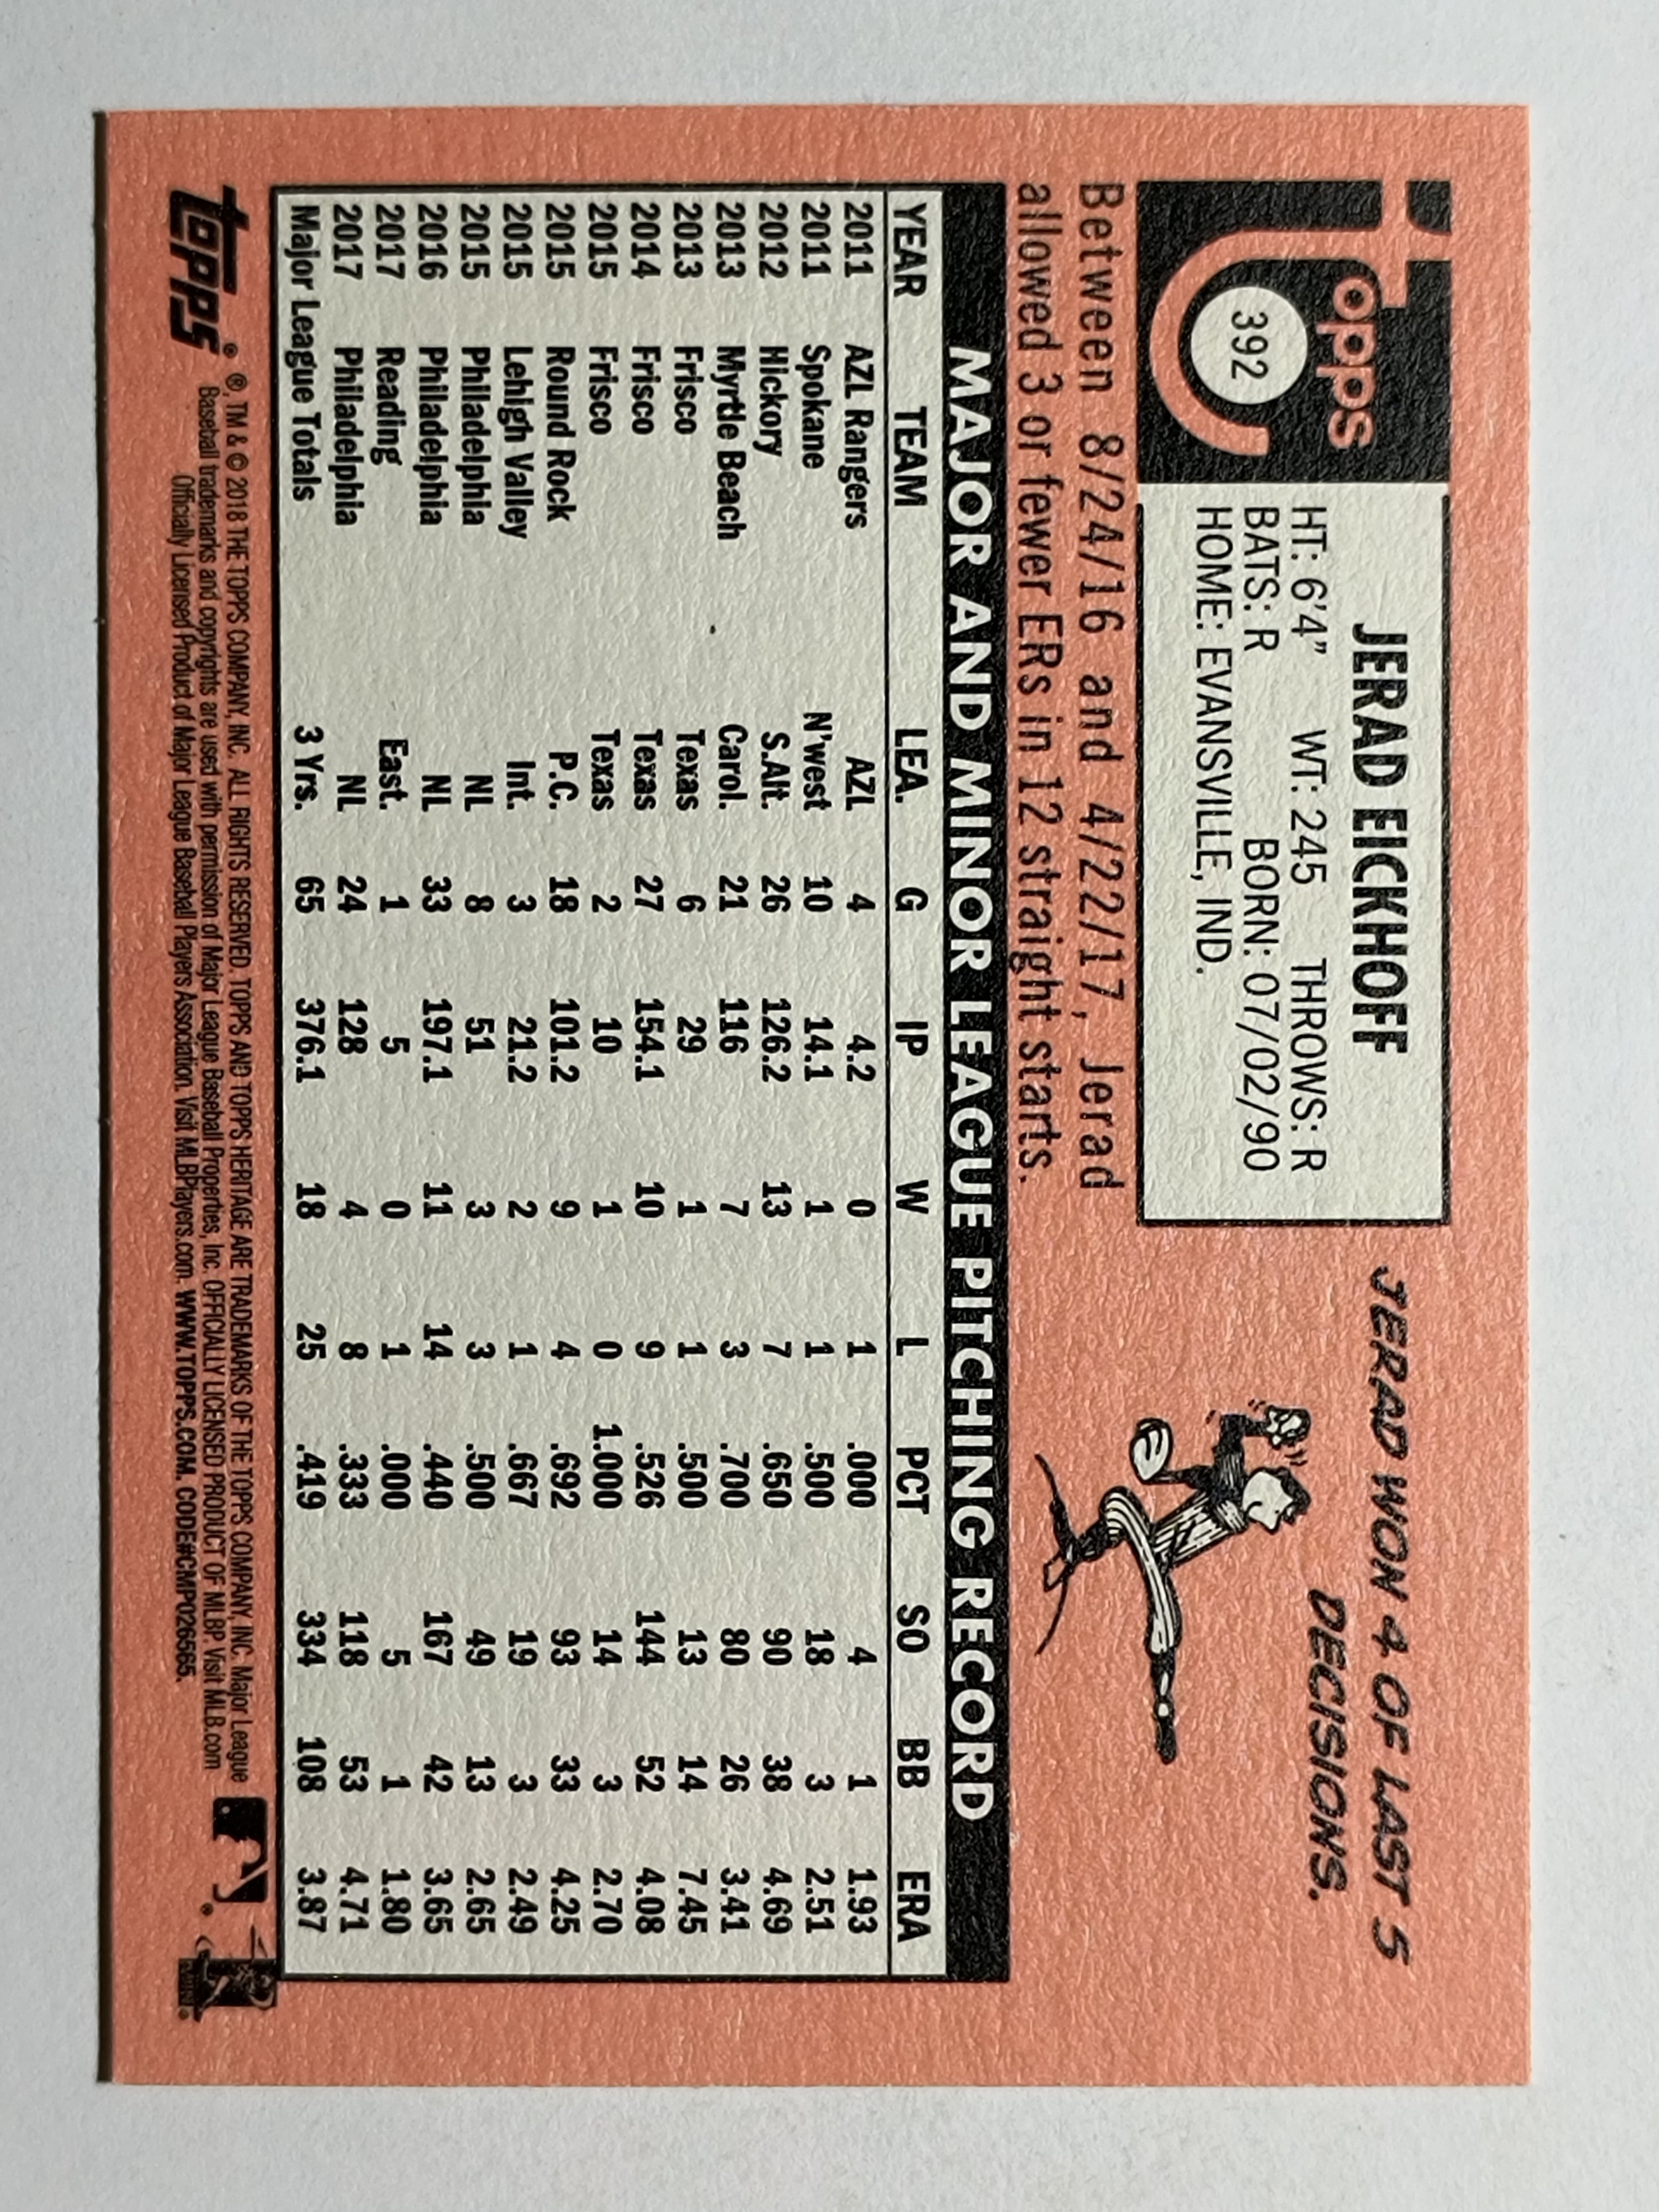 topps
392
JERAD EICKHOFF
HT: 6'4" WT: 245 THROWS: R
BATS: R BORN: 07/02/90
HOME: EVANSVILLE, IND.
JERAD WON 4 OF LAST 5
DECISIONS.
Between 8/24/16 and 4/22/17, Jerad
allowed 3 or fewer ERs in 12 straight starts.
MAJOR AND MINOR LEAGUE PITCHING RECORD
YEAR TEAM LEA. G IP W L PCT SO BB ERA
2011 AZL Rangers AZL 4 4.2 0 1 .000 4 1 1.93
2011 Spokane N'west 10 14.1 1 1 .500 18 3 2.51
2012 Hickory S.Alt. 26 126.2 13 7 .650 90 38 4.69
2013 Myrtle Beach Carol. 21 116 7 3 .700 80 26 3.41
2013 Frisco Texas 6 29 1 1 .500 13 14 7.45
2014 Frisco Texas 27 154.1 10 9 .526 144 52 4.08
2015 Frisco Texas 2 10 1 0 1.000 14 3 2.70
2015 Round Rock P.C. 18 101.2 9 4 .692 93 33 4.25
2015 Lehigh Valley Int. 3 21.2 2 1 .667 19 3 2.49
2015 Philadelphia NL 8 51 3 3 .500 49 13 2.65
2016 Philadelphia NL 33 197.1 11 14 .440 167 42 3.65
2017 Reading East. 1 5 0 1 .000 5 1 1.80
2017 Philadelphia NL 24 128 4 8 .333 118 53 4.71
Major League Totals 3 Yrs. 65 376.1 18 25 .419 334 108 3.87
topps®
®, TM & © 2018 THE TOPPS COMPANY, INC. ALL RIGHTS RESERVED. TOPPS AND TOPPS HERITAGE ARE TRADEMARKS OF THE TOPPS COMPANY, INC. Major League
Baseball trademarks and copyrights are used with permission of Major League Baseball Properties, Inc. OFFICIALLY LICENSED PRODUCT OF MLBP. Visit MLB.com
Officially Licensed Product of Major League Baseball Players Association. Visit MLBPlayers.com. WWW.TOPPS.COM. CODE#CMP026565.